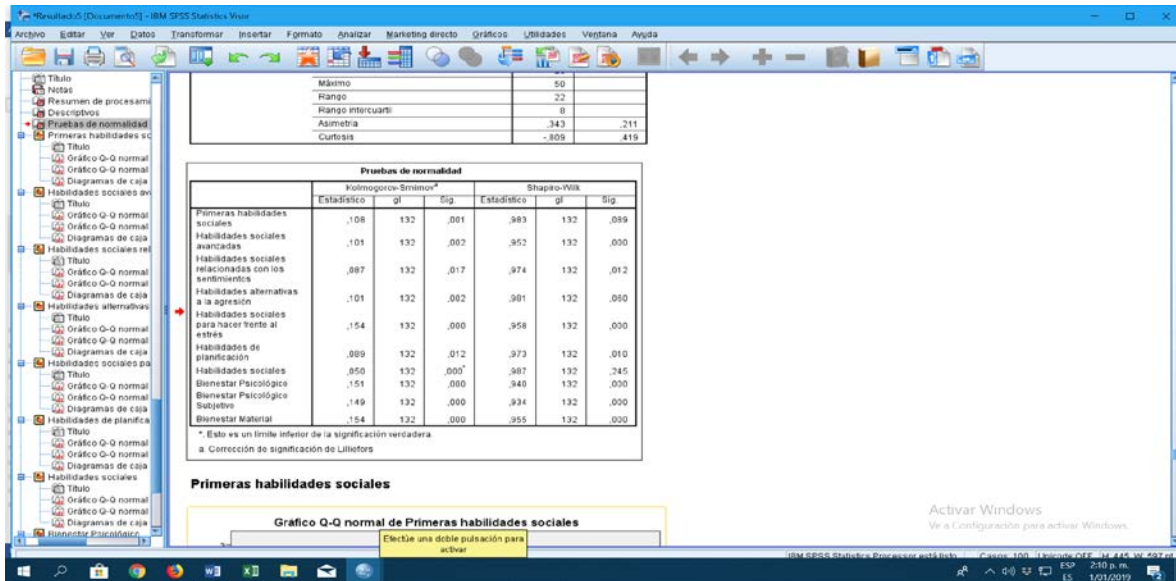 *Resultado5 [Documento5] - IBM SPSS Statistics Visor
Archivo Editar Ver Datos Transformar Insertar Formato Analizar Marketing directo Gráficos Utilidades Ventana Ayuda
Título
Notas
Resumen de procesami
Descriptivos
Pruebas de normalidad
Primeras habilidades so
Título
Gráfico Q-Q normal
Gráfico Q-Q normal
Diagramas de caja
Habilidades sociales av
Título
Gráfico Q-Q normal
Gráfico Q-Q normal
Diagramas de caja
Habilidades sociales rel
Título
Gráfico Q-Q normal
Gráfico Q-Q normal
Diagramas de caja
Habilidades alternativas
Título
Gráfico Q-Q normal
Gráfico Q-Q normal
Diagramas de caja
Habilidades sociales pa
Título
Gráfico Q-Q normal
Gráfico Q-Q normal
Diagramas de caja
Habilidades de planifica
Título
Gráfico Q-Q normal
Gráfico Q-Q normal
Diagramas de caja
Habilidades sociales
Título
Gráfico Q-Q normal
Gráfico Q-Q normal
Diagramas de caja
Bienestar Psicológico
Máximo 50
Rango 22
Rango intercuartil 8
Asimetría ,343 ,211
Curtosis -,809 ,419
Pruebas de normalidad
Kolmogorov-Smirnov a Shapiro-Wilk
Estadístico gl Sig. Estadístico gl Sig.
Primeras habilidades
sociales ,108 132 ,001 ,983 132 ,089
Habilidades sociales
avanzadas ,101 132 ,002 ,952 132 ,000
Habilidades sociales
relacionadas con los
sentimientos ,087 132 ,017 ,974 132 ,012
Habilidades alternativas
a la agresión ,101 132 ,002 ,981 132 ,060
Habilidades sociales
para hacer frente al
estrés ,154 132 ,000 ,958 132 ,000
Habilidades de
planificación ,089 132 ,012 ,973 132 ,010
Habilidades sociales ,050 132 ,000* ,987 132 ,245
Bienestar Psicológico ,151 132 ,000 ,940 132 ,000
Bienestar Psicológico
Subjetivo ,149 132 ,000 ,934 132 ,000
Bienestar Material ,154 132 ,000 ,955 132 ,000
*. Esto es un límite inferior de la significación verdadera
a. Corrección de significación de Lilliefors
Primeras habilidades sociales
Gráfico Q-Q normal de Primeras habilidades sociales
Efectúe una doble pulsación para
activar
Activar Windows
Ve a Configuración para activar Windows.
IBM SPSS Statistics Processor está listo Casos: 100 Unicode:OFF H: 445, W: 597 pt
ESP
ES
2:10 p. m.
1/01/2019